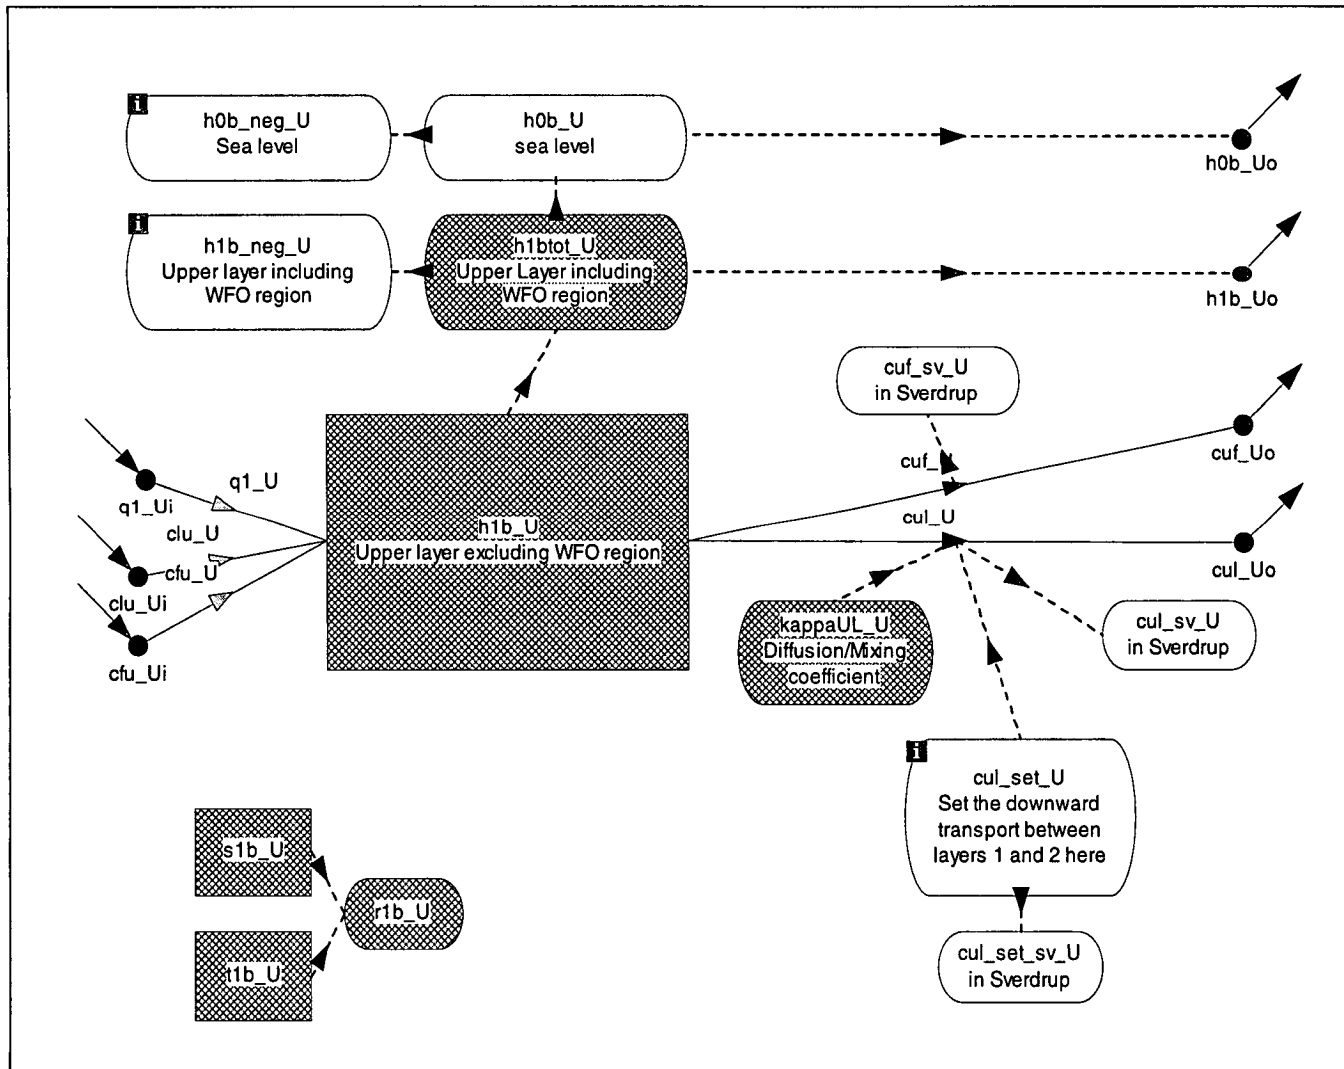 i
h0b_neg_U
Sea level
h0b_U
sea level
h0b_Uo
i
h1b_neg_U
Upper layer including
WFO region
h1btot_U
Upper Layer including
WFO region
h1b_Uo
cuf_sv_U
in Sverdrup
cuf_U
cuf_Uo
q1_U
q1_Ui
clu_U
cfu_U
clu_Ui
cfu_Ui
h1b_U
Upper layer excluding WFO region
cul_U
cul_Uo
kappaUL_U
Diffusion/Mixing
coefficient
cul_sv_U
in Sverdrup
i
cul_set_U
Set the downward
transport between
layers 1 and 2 here
cul_set_sv_U
in Sverdrup
s1b_U
r1b_U
t1b_U